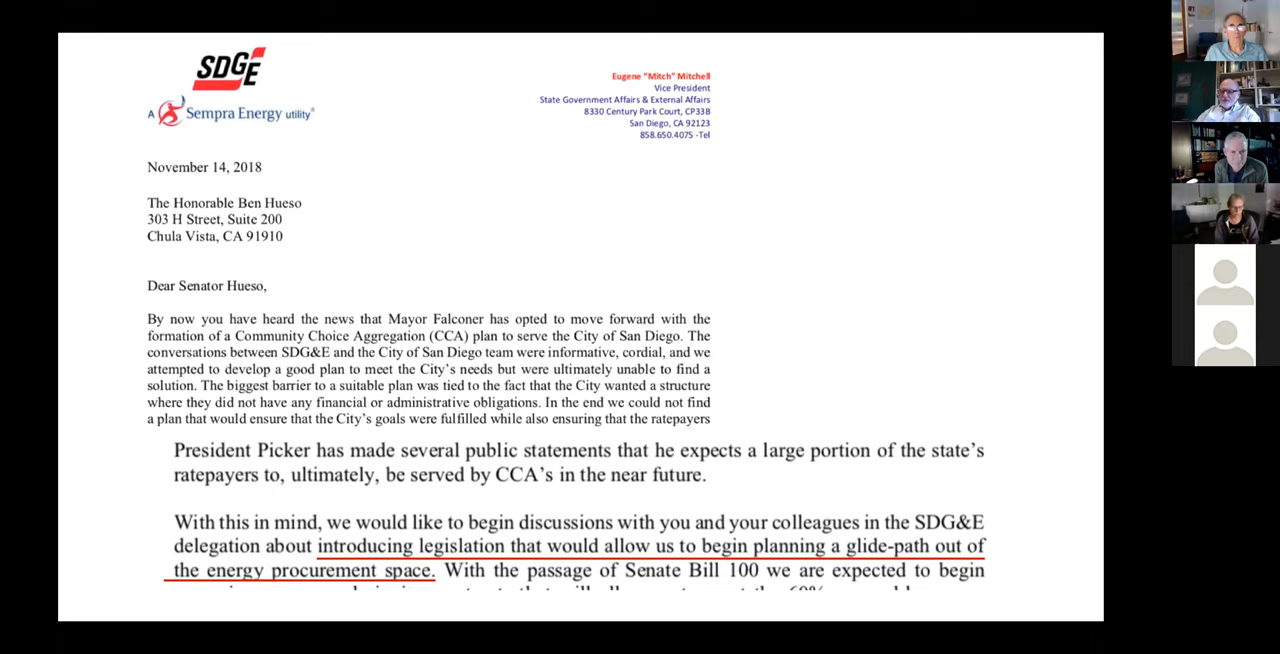 SDGE
A Sempra Energy utility®
Eugene "Mitch" Mitchell
Vice President
State Government Affairs & External Affairs
8330 Century Park Court, CP33B
San Diego, CA 92123
858.650.4075 -Tel
November 14, 2018
The Honorable Ben Hueso
303 H Street, Suite 200
Chula Vista, CA 91910
Dear Senator Hueso,
By now you have heard the news that Mayor Falconer has opted to move forward with the
formation of a Community Choice Aggregation (CCA) plan to serve the City of San Diego. The
conversations between SDG&E and the City of San Diego team were informative, cordial, and we
attempted to develop a good plan to meet the City's needs but were ultimately unable to find a
solution. The biggest barrier to a suitable plan was tied to the fact that the City wanted a structure
where they did not have any financial or administrative obligations. In the end we could not find
a plan that would ensure that the City's goals were fulfilled while also ensuring that the ratepayers
President Picker has made several public statements that he expects a large portion of the state's
ratepayers to, ultimately, be served by CCA's in the near future.
With this in mind, we would like to begin discussions with you and your colleagues in the SDG&E
delegation about introducing legislation that would allow us to begin planning a glide-path out of
the energy procurement space. With the passage of Senate Bill 100 we are expected to begin